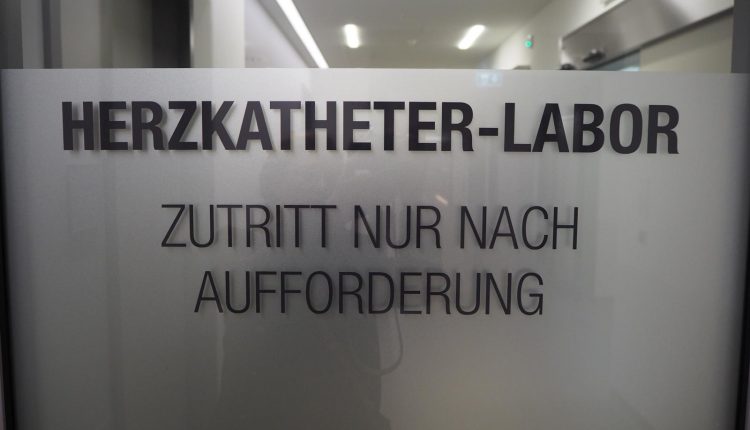 HERZKATHETER-LABOR
ZUTRITT NUR NACH
AUFFORDERUNG